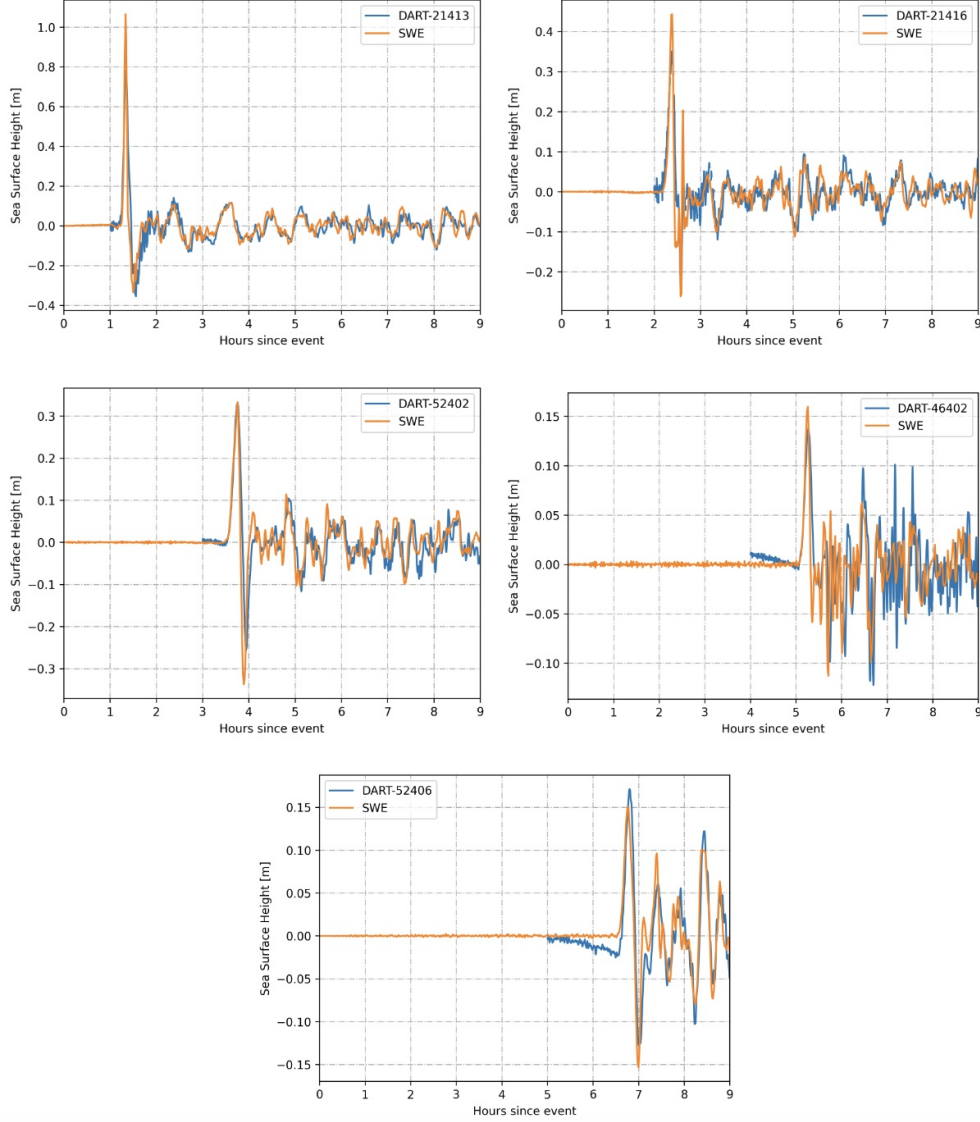 DART-21413
SWE
Sea Surface Height [m]
1.0
0.8
0.6
0.4
0.2
0.0
−0.2
−0.4
0 1 2 3 4 5 6 7 8 9
Hours since event
DART-21416
SWE
Sea Surface Height [m]
0.4
0.3
0.2
0.1
0.0
−0.1
−0.2
0 1 2 3 4 5 6 7 8 9
Hours since event
DART-52402
SWE
Sea Surface Height [m]
0.3
0.2
0.1
0.0
−0.1
−0.2
−0.3
0 1 2 3 4 5 6 7 8 9
Hours since event
DART-46402
SWE
Sea Surface Height [m]
0.15
0.10
0.05
0.00
−0.05
−0.10
0 1 2 3 4 5 6 7 8 9
Hours since event
DART-52406
SWE
Sea Surface Height [m]
0.15
0.10
0.05
0.00
−0.05
−0.10
−0.15
0 1 2 3 4 5 6 7 8 9
Hours since event